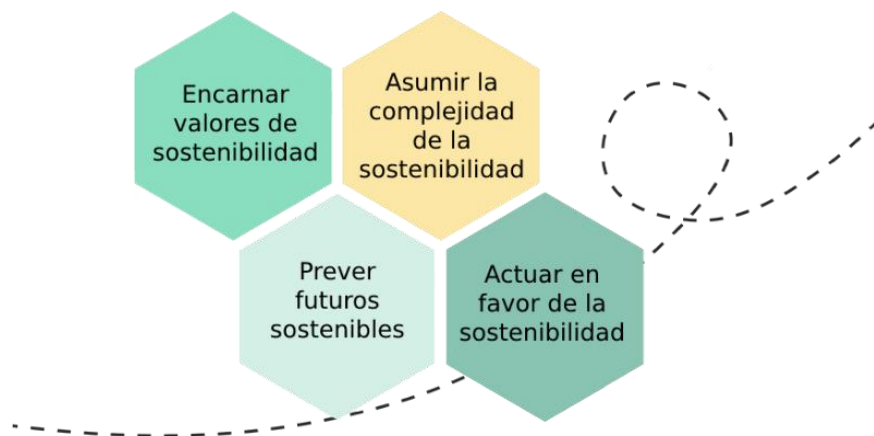 Encarnar
valores de
sostenibilidad
Asumir la
complejidad
de la
sostenibilidad
Prever
futuros
sostenibles
Actuar en
favor de la
sostenibilidad